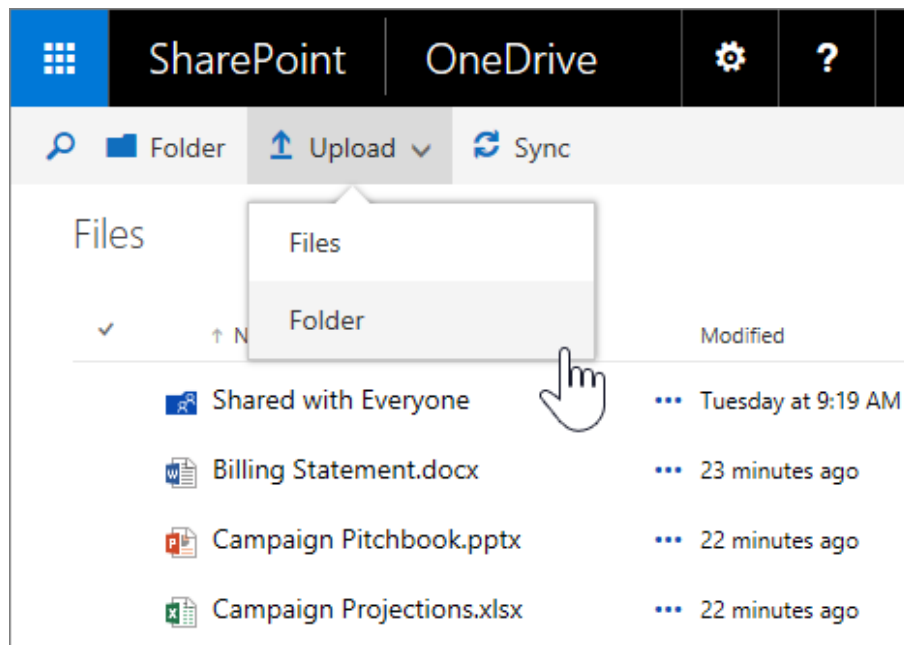 SharePoint OneDrive ?
Folder Upload Sync
Files
Files
Folder
N Modified
Shared with Everyone ••• Tuesday at 9:19 AM
Billing Statement.docx ••• 23 minutes ago
Campaign Pitchbook.pptx ••• 22 minutes ago
Campaign Projections.xlsx ••• 22 minutes ago